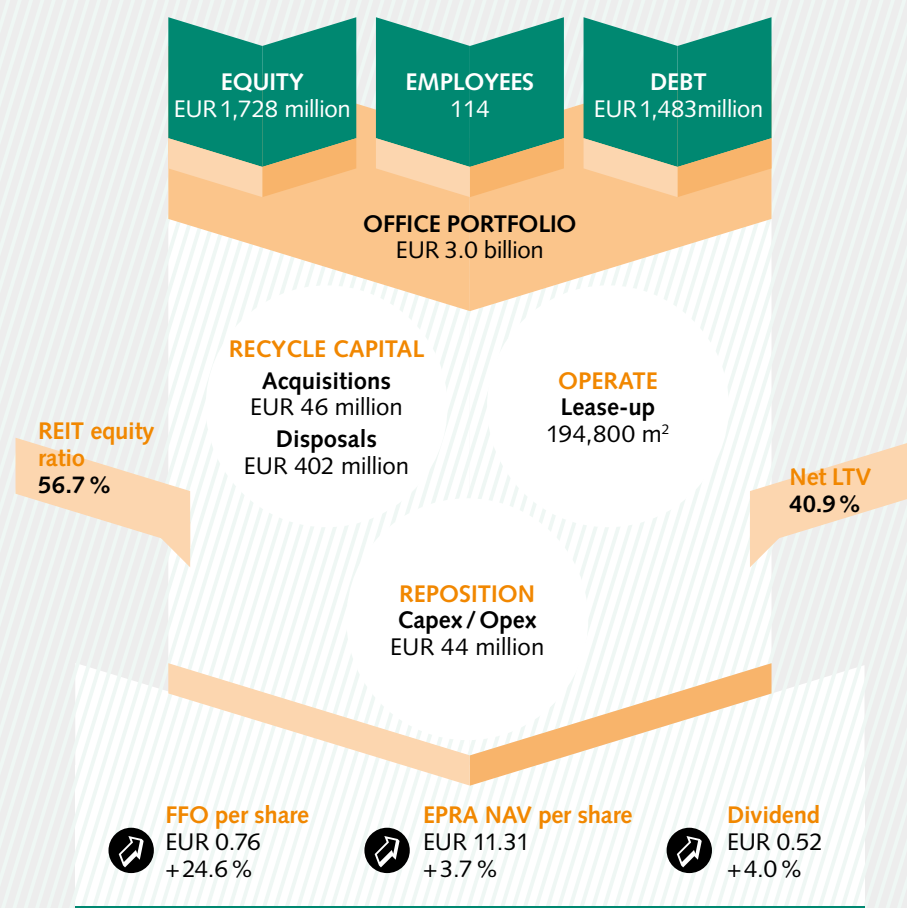 EQUITY
EUR 1,728 million
EMPLOYEES
114
DEBT
EUR 1,483million
OFFICE PORTFOLIO
EUR 3.0 billion
RECYCLE CAPITAL
Acquisitions
EUR 46 million
Disposals
EUR 402 million
OPERATE
Lease-up
194,800 m²
REIT equity
ratio
56.7 %
Net LTV
40.9 %
REPOSITION
Capex / Opex
EUR 44 million
FFO per share
EUR 0.76
+24.6 %
EPRA NAV per share
EUR 11.31
+3.7 %
Dividend
EUR 0.52
+4.0 %